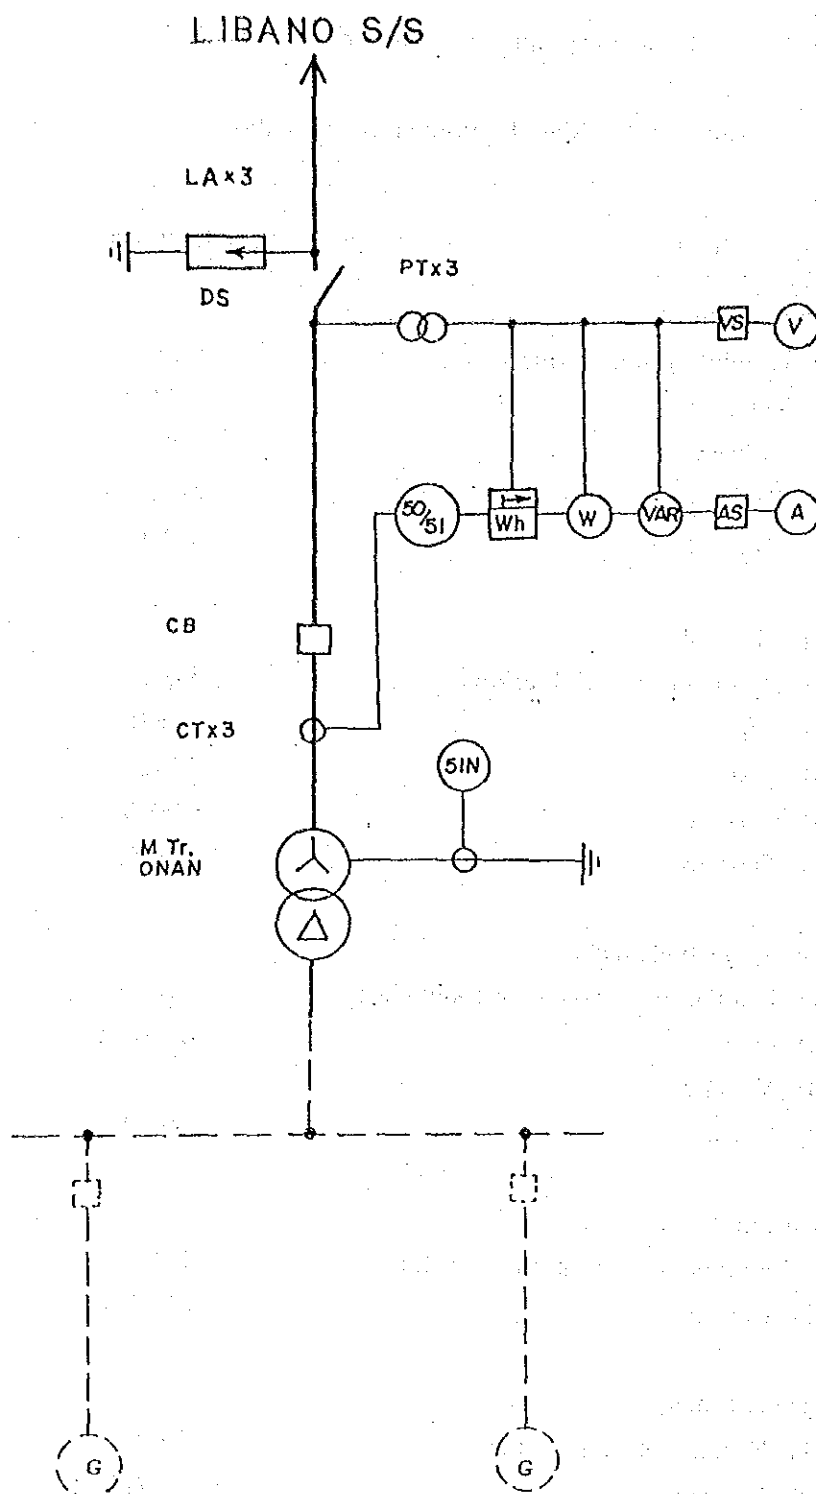 LIBANO S/S
LA×3
DS
PT×3
VS
V
50/51
Wh
W
VAR
AS
A
CB
CT×3
51N
M Tr.
ONAN
G
G